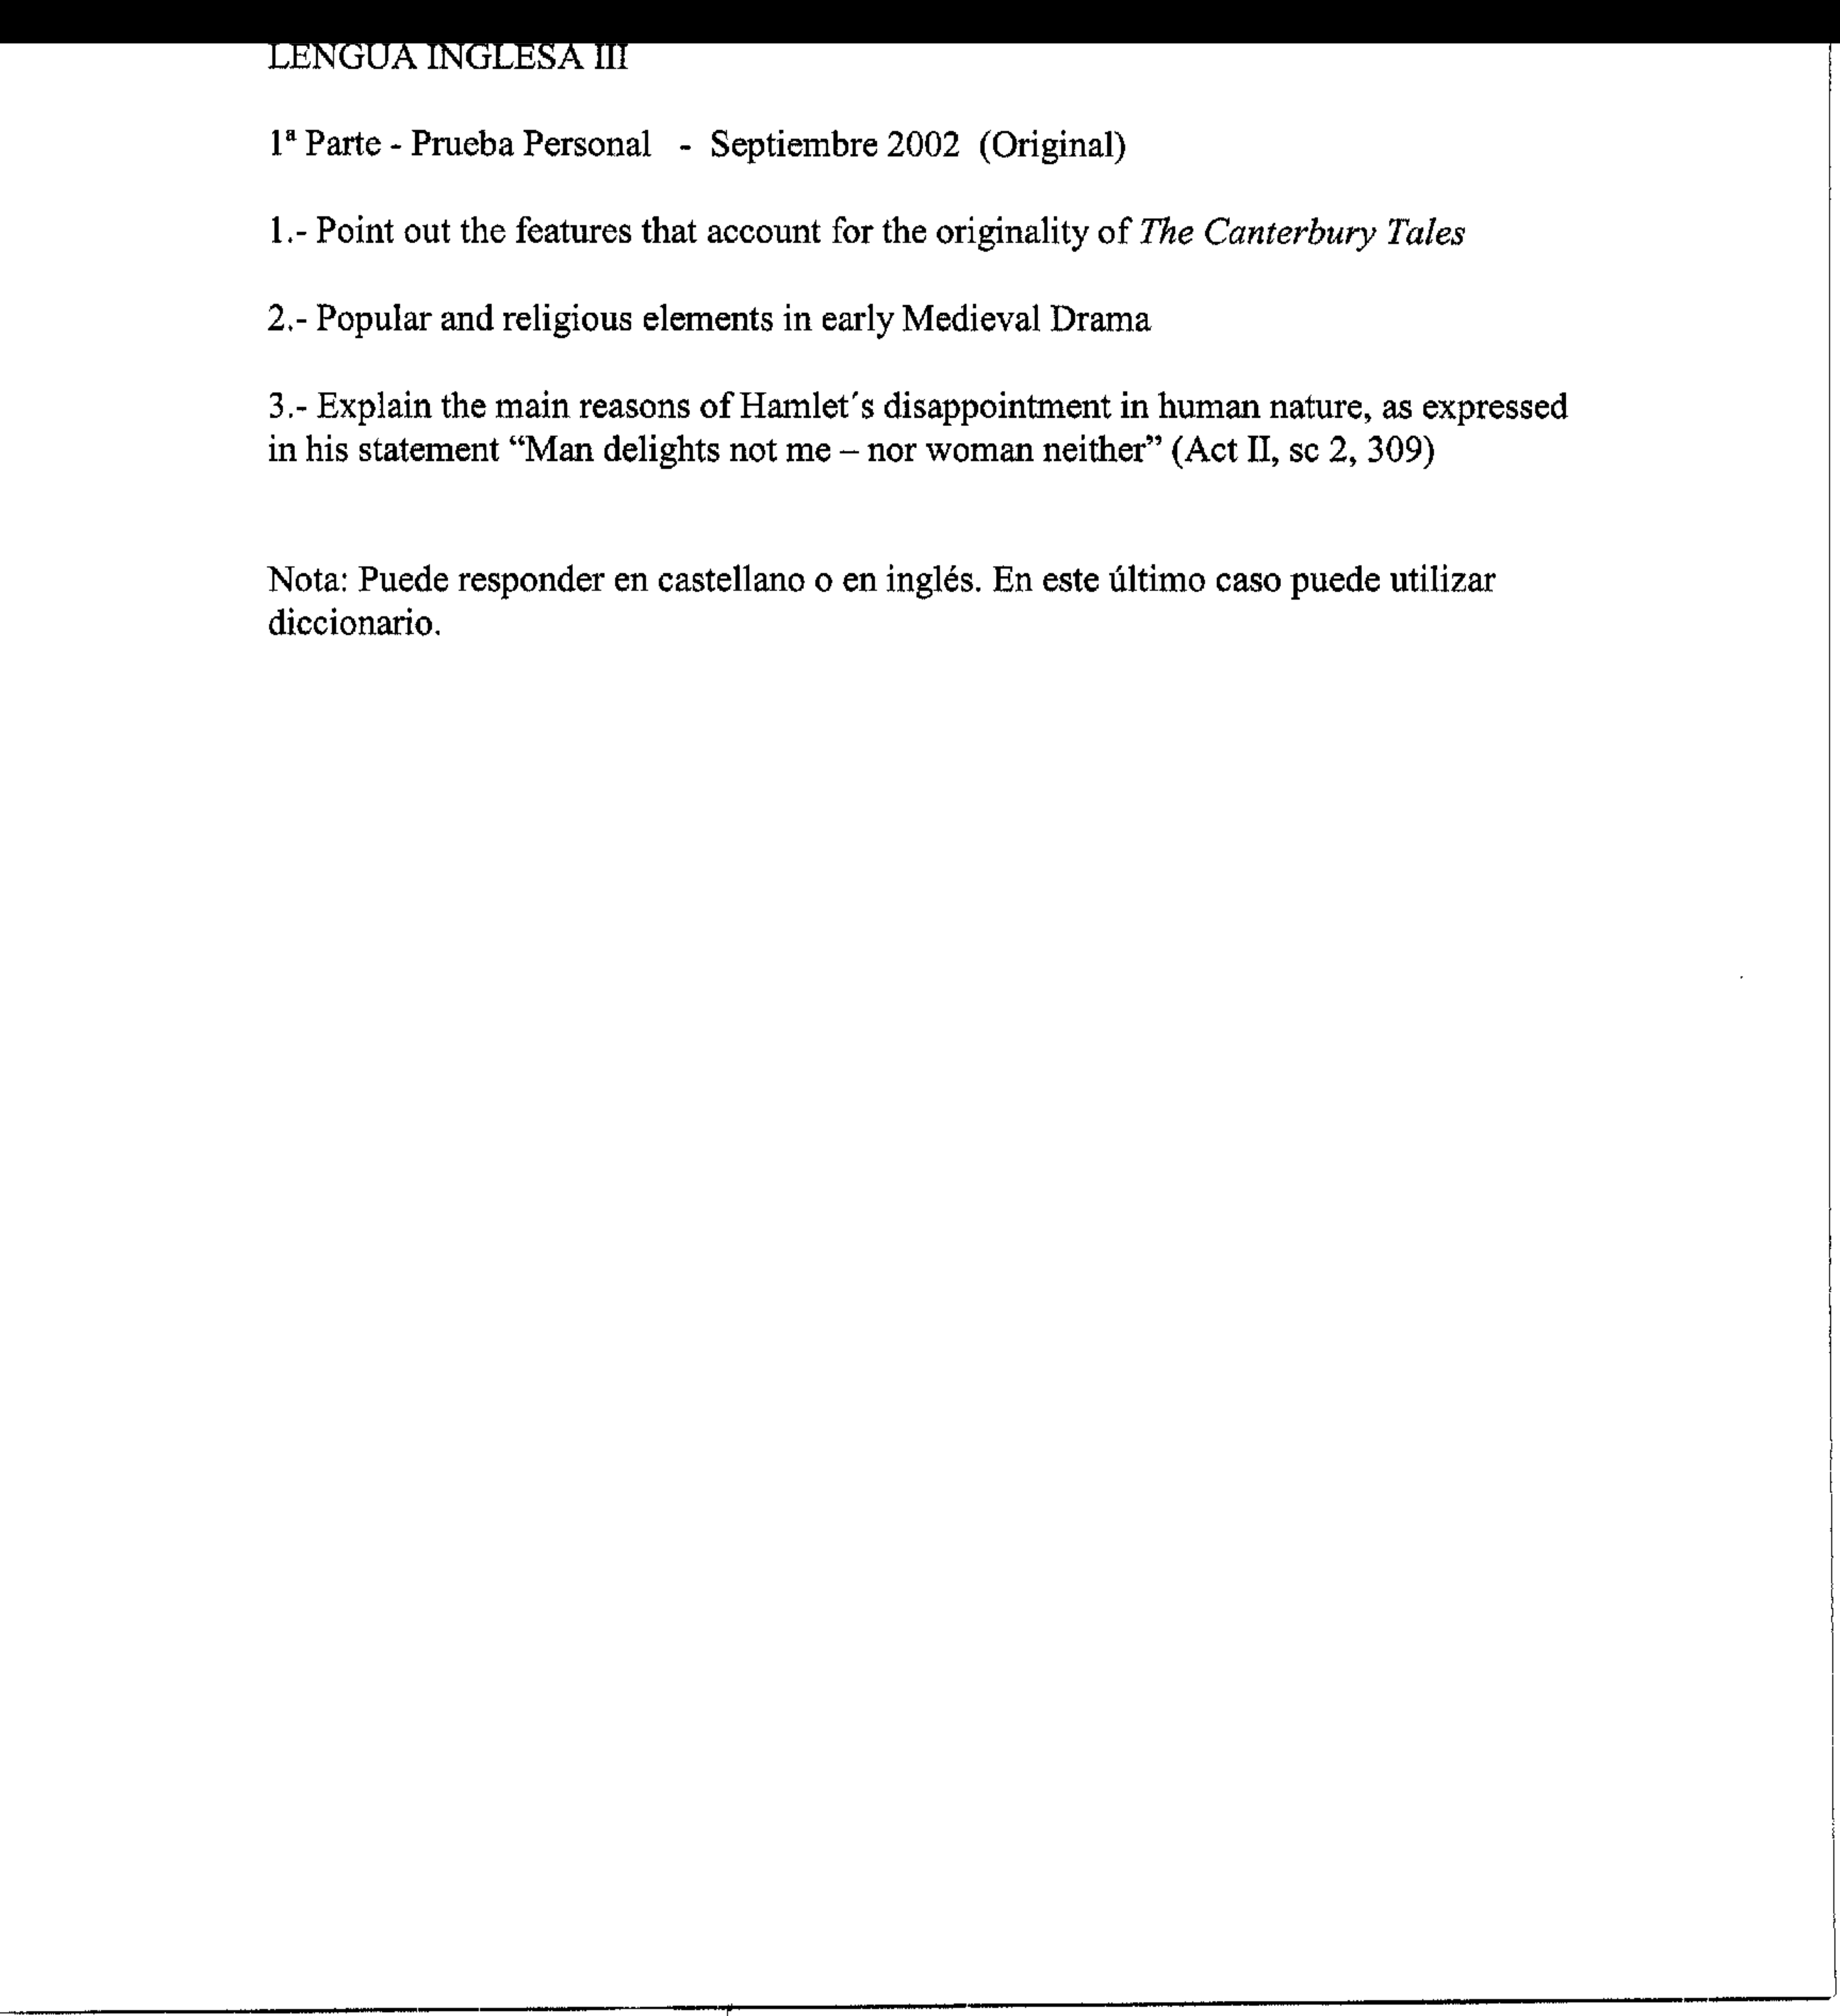 LENGUA INGLESA III
1ª Parte - Prueba Personal - Septiembre 2002 (Original)
1.- Point out the features that account for the originality of The Canterbury Tales
2.- Popular and religious elements in early Medieval Drama
3.- Explain the main reasons of Hamlet´s disappointment in human nature, as expressed
in his statement “Man delights not me – nor woman neither” (Act II, sc 2, 309)
Nota: Puede responder en castellano o en inglés. En este último caso puede utilizar
diccionario.